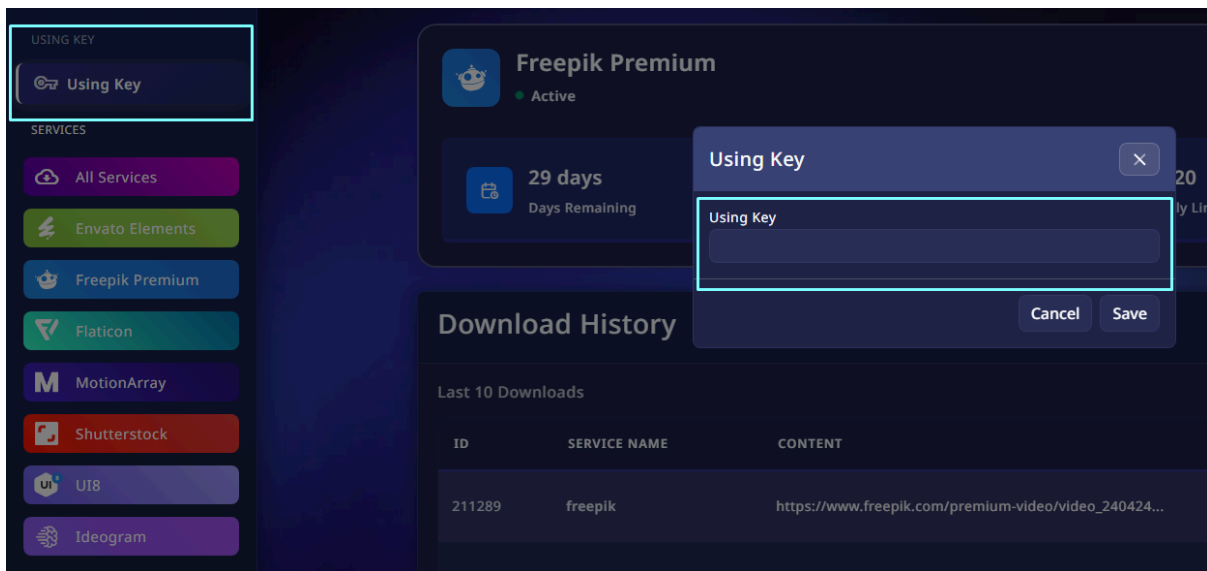 USING KEY
Using Key
SERVICES
All Services
Envato Elements
Freepik Premium
Flaticon
MotionArray
Shutterstock
UI8
Ideogram
Freepik Premium
Active
29 days
Days Remaining
20
ly Li
Using Key
Using Key
Cancel
Save
Download History
Last 10 Downloads
ID SERVICE NAME CONTENT
211289 freepik https://www.freepik.com/premium-video/video_240424...